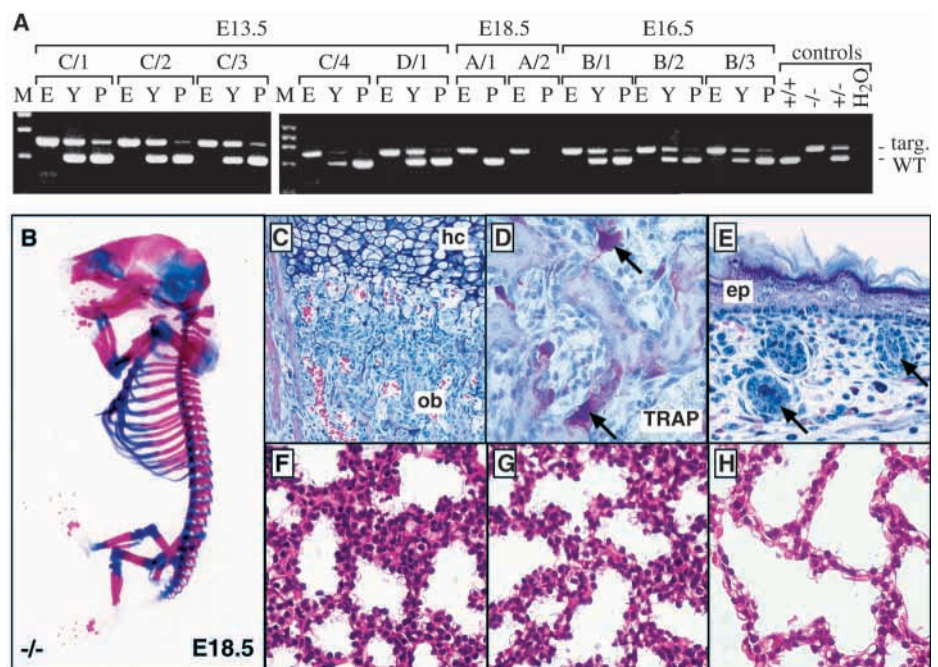 A
E13.5 E18.5 E16.5
C/1 C/2 C/3 C/4 D/1 A/1 A/2 B/1 B/2 B/3 controls
M E Y P E Y P E Y P M E Y P E Y P E P E P E Y P E Y P E Y P +/+ -/- +/- H2O
targ.
WT
B
-/- E18.5
C hc
ob
D
TRAP
E
ep
F
G
H